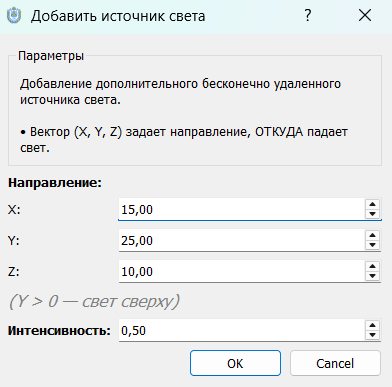 Добавить источник света
?
Параметры
Добавление дополнительного бесконечно удаленного
источника света.
• Вектор (X, Y, Z) задает направление, ОТКУДА падает
свет.
Направление:
X: 15,00
Y: 25,00
Z: 10,00
(Y > 0 — свет сверху)
Интенсивность: 0,50
OK Cancel